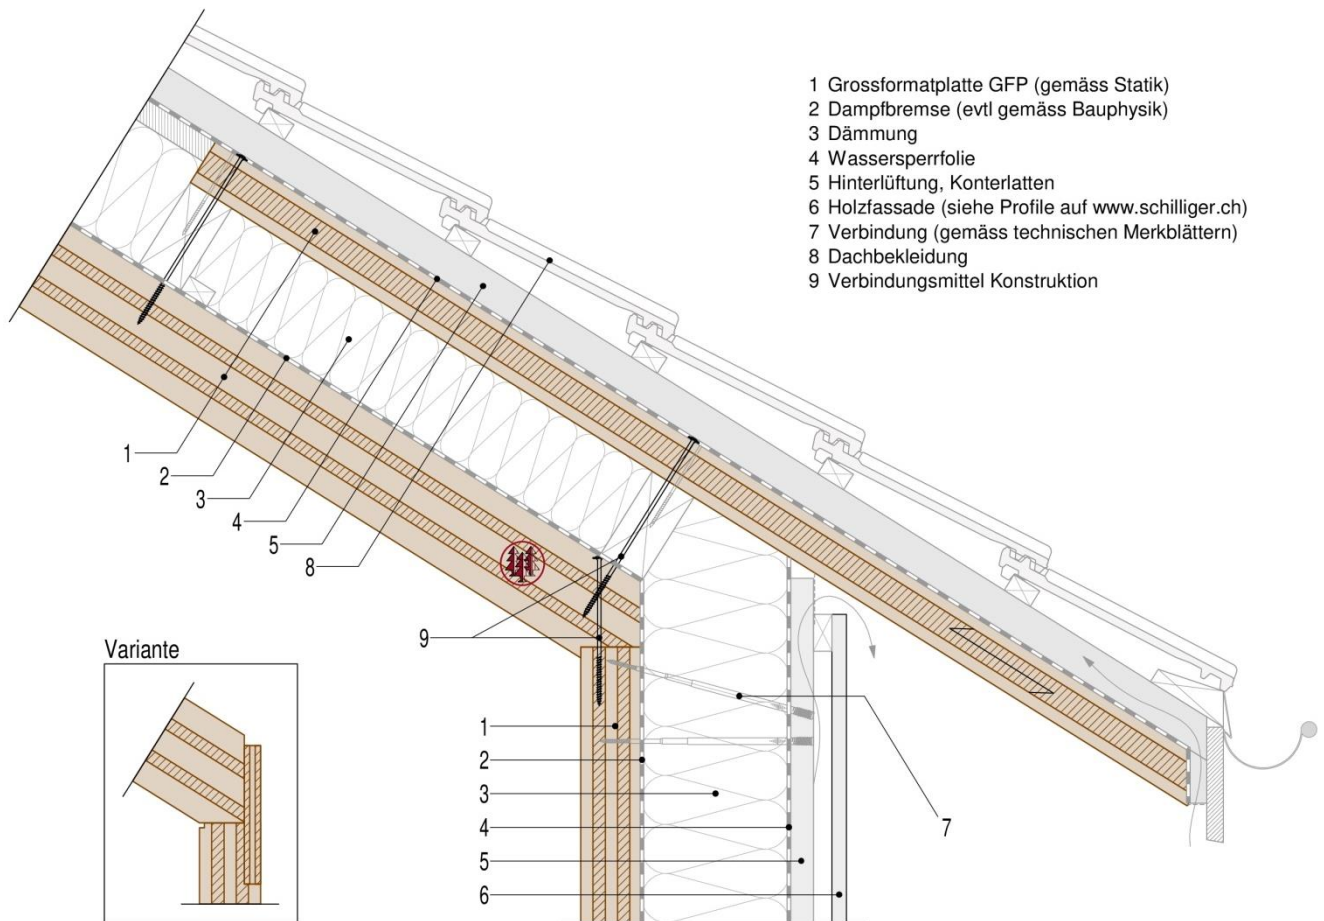 1 Grossformatplatte GFP (gemäss Statik)
2 Dampfbremse (evtl gemäss Bauphysik)
3 Dämmung
4 Wassersperrfolie
5 Hinterlüftung, Konterlatten
6 Holzfassade (siehe Profile auf www.schilliger.ch)
7 Verbindung (gemäss technischen Merkblättern)
8 Dachbekleidung
9 Verbindungsmittel Konstruktion
1
2
3
4
5
8
9
Variante
1
2
3
4
5
6
7